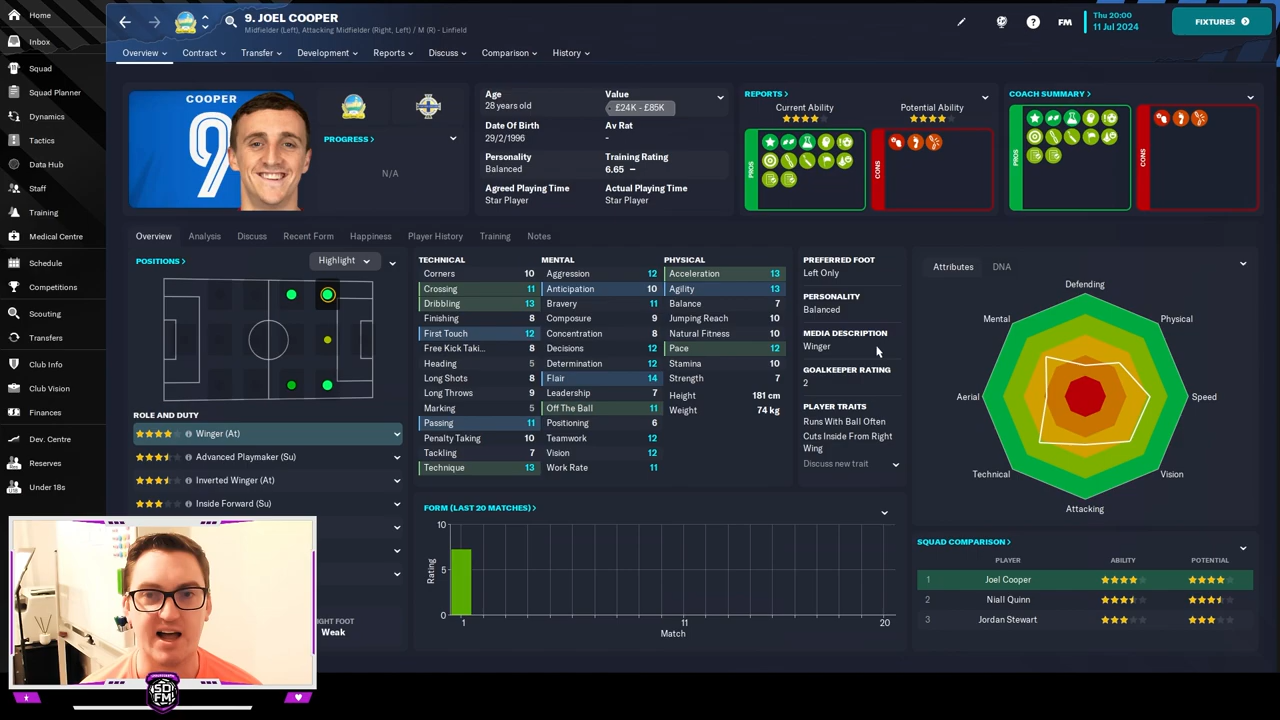 Home
Inbox
Squad
Squad Planner
Dynamics
Tactics
Data Hub
Staff
Training
Medical Centre
Schedule
Competitions
Scouting
Transfers
Club Info
Club Vision
Finances
Dev. Centre
Reserves
Under 18s
9. JOEL COOPER
Midfielder (Left), Attacking Midfielder (Right, Left) / M (R) - Linfield
FM
Thu 20:00
11 Jul 2024
FIXTURES
Overview Contract Transfer Development Reports Discuss Comparison History
COOPER
9
PROGRESS >
N/A
Age
28 years old
Value
£24K - £85K
Date Of Birth
29/2/1996
Av Rat
-
Personality
Balanced
Training Rating
6.65 -
Agreed Playing Time
Star Player
Actual Playing Time
Star Player
REPORTS >
Current Ability
Potential Ability
PROS
CONS
COACH SUMMARY >
PROS
CONS
Overview Analysis Discuss Recent Form Happiness Player History Training Notes
POSITIONS >
Highlight
ROLE AND DUTY
Winger (At)
Advanced Playmaker (Su)
Inverted Winger (At)
Inside Forward (Su)
IGHT FOOT
Weak
TECHNICAL
Corners 10
Crossing 11
Dribbling 13
Finishing 8
First Touch 12
Free Kick Taki... 8
Heading 5
Long Shots 8
Long Throws 9
Marking 5
Passing 11
Penalty Taking 10
Tackling 7
Technique 13
MENTAL
Aggression 12
Anticipation 10
Bravery 11
Composure 9
Concentration 8
Decisions 12
Determination 12
Flair 14
Leadership 7
Off The Ball 11
Positioning 6
Teamwork 12
Vision 12
Work Rate 11
PHYSICAL
Acceleration 13
Agility 13
Balance 7
Jumping Reach 10
Natural Fitness 10
Pace 12
Stamina 10
Strength 7
Height 181 cm
Weight 74 kg
PREFERRED FOOT
Left Only
PERSONALITY
Balanced
MEDIA DESCRIPTION
Winger
GOALKEEPER RATING
2
PLAYER TRAITS
Runs With Ball Often
Cuts Inside From Right
Wing
Discuss new trait
Attributes DNA
Defending
Physical
Speed
Vision
Attacking
Technical
Aerial
Mental
FORM (LAST 20 MATCHES) >
Rating
10
5
0
1 11 20
Match
SQUAD COMPARISON >
PLAYER ABILITY POTENTIAL
1 Joel Cooper
2 Niall Quinn
3 Jordan Stewart
SD
FM